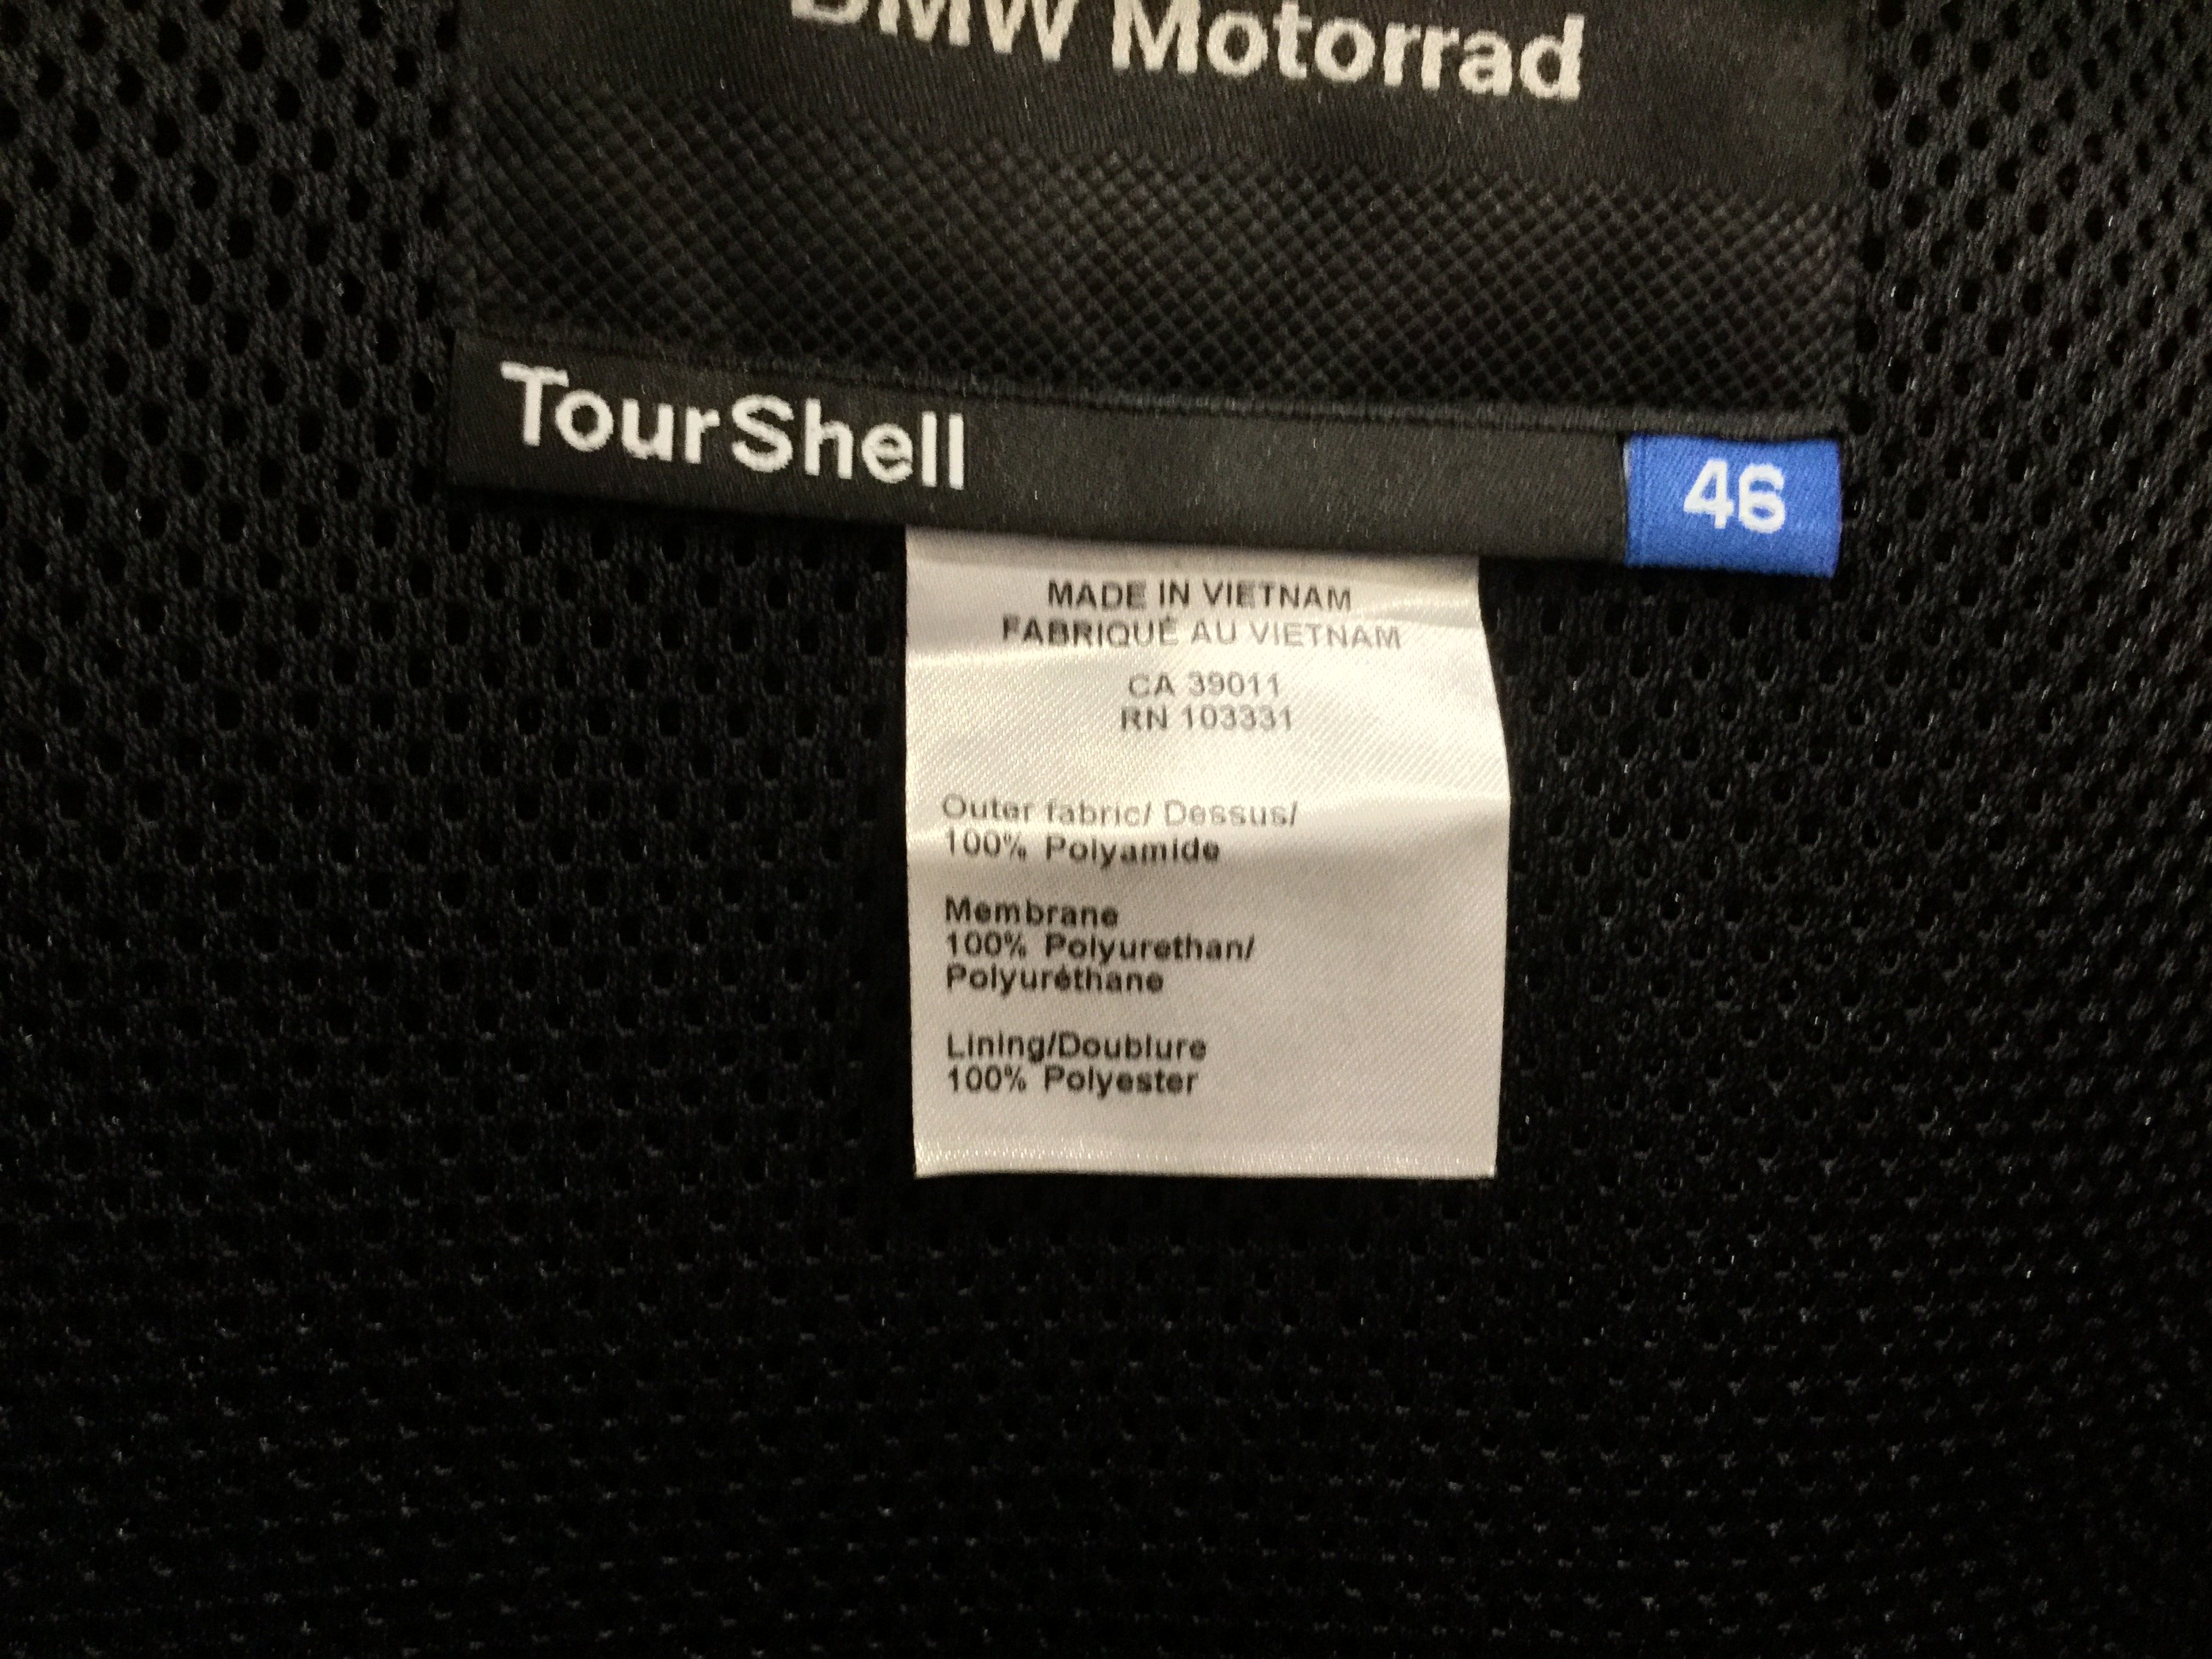 BMW Motorrad
TourShell
46
MADE IN VIETNAM
FABRIQUÉ AU VIETNAM
CA 39011
RN 103331
Outer fabric/ Dessus/
100% Polyamide
Membrane
100% Polyurethan/
Polyuréthane
Lining/Doublure
100% Polyester